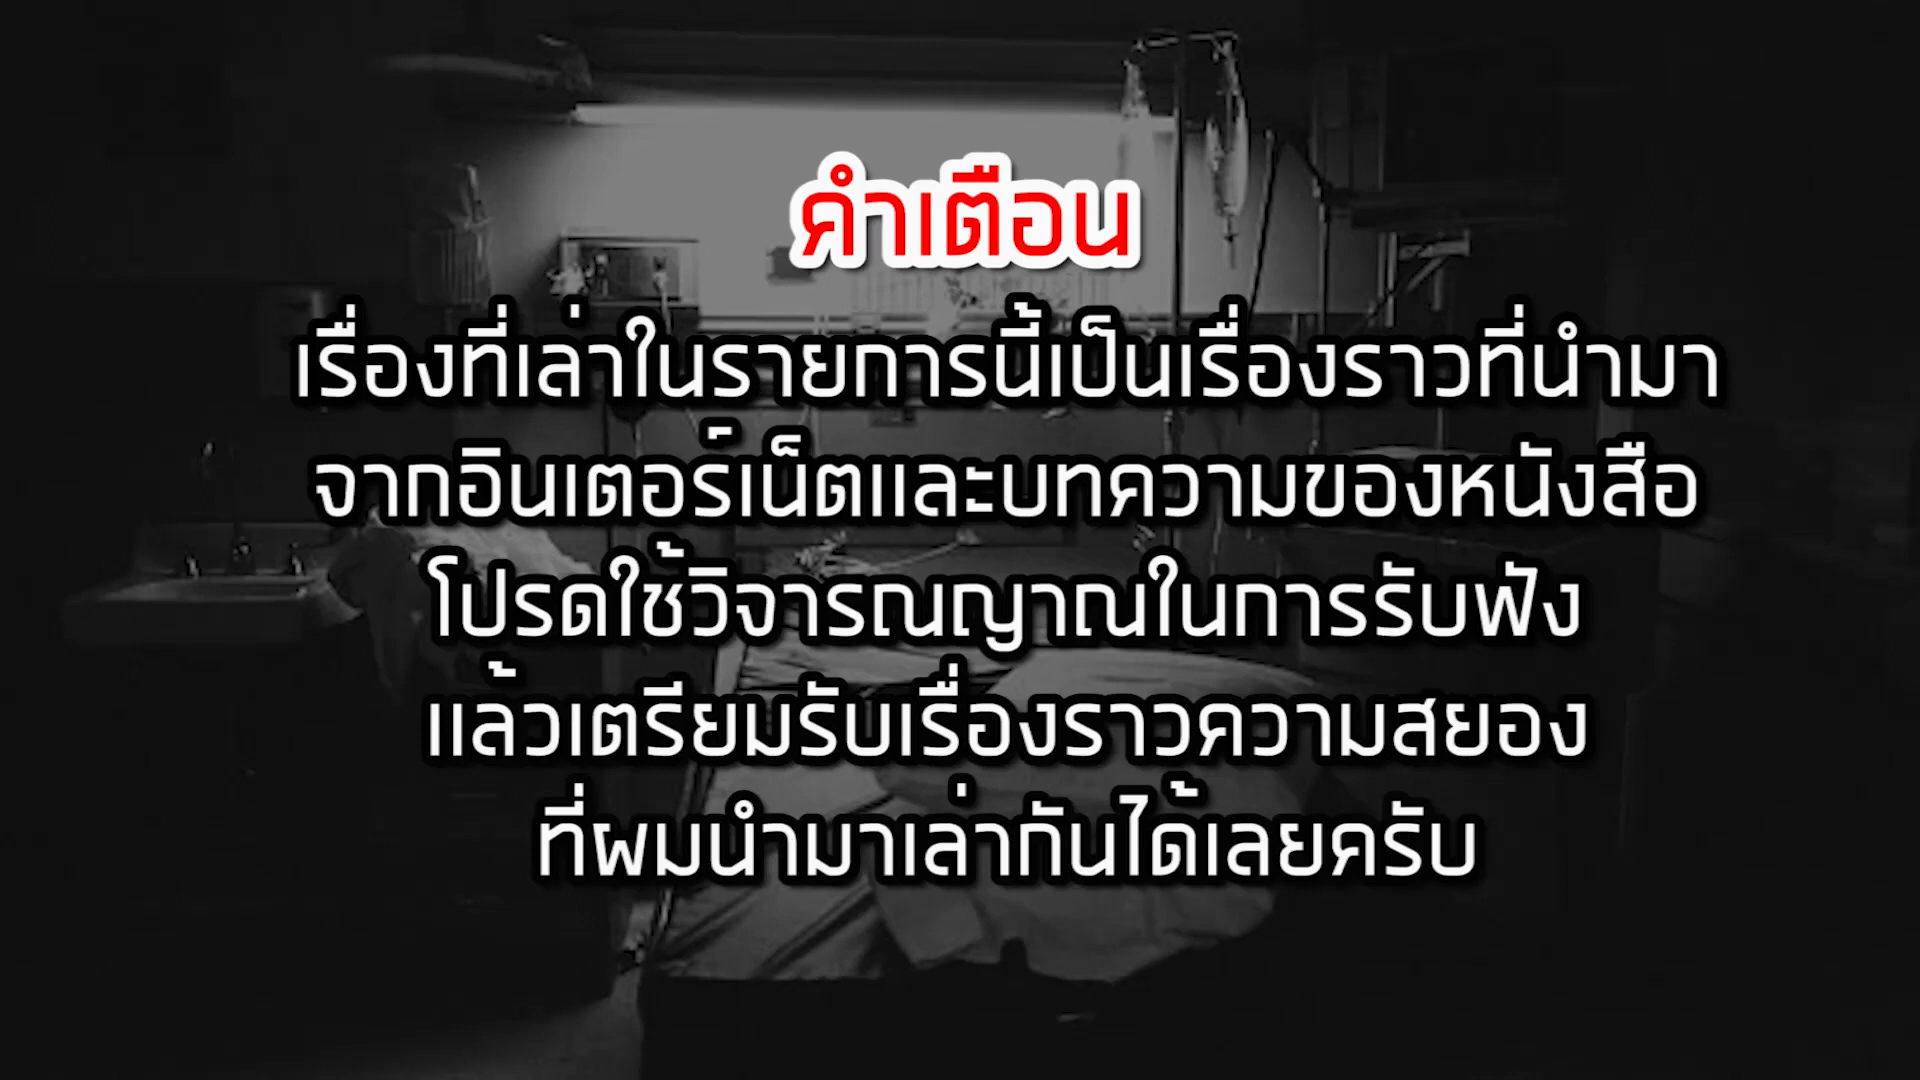 คำเตือน
เรื่องที่เล่าในรายการนี้เป็นเรื่องราวที่นำมา
จากอินเตอร์เน็ตและบทความของหนังสือ
โปรดใช้วิจารณญาณในการรับฟัง
แล้วเตรียมรับเรื่องราวความสยอง
ที่ผมนำมาเล่ากันได้เลยครับ